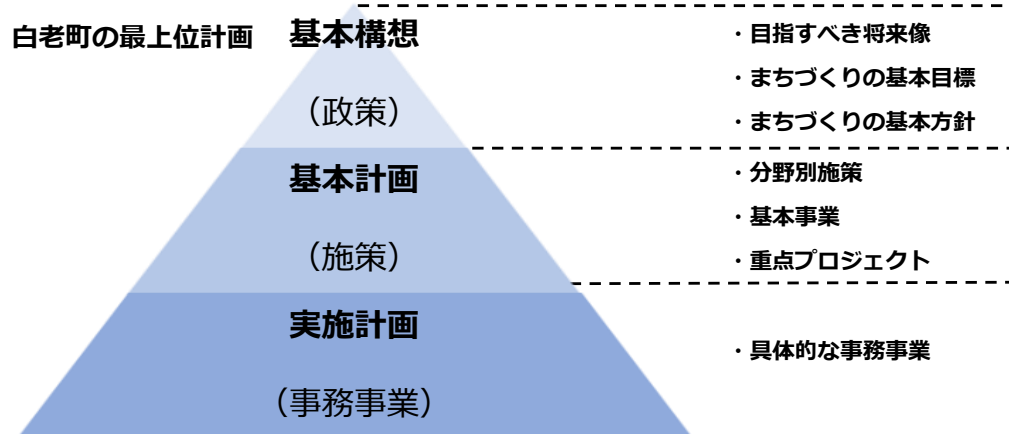 白老町の最上位計画
基本構想
（政策）
・目指すべき将来像
・まちづくりの基本目標
・まちづくりの基本方針
基本計画
（施策）
・分野別施策
・基本事業
・重点プロジェクト
実施計画
（事務事業）
・具体的な事務事業